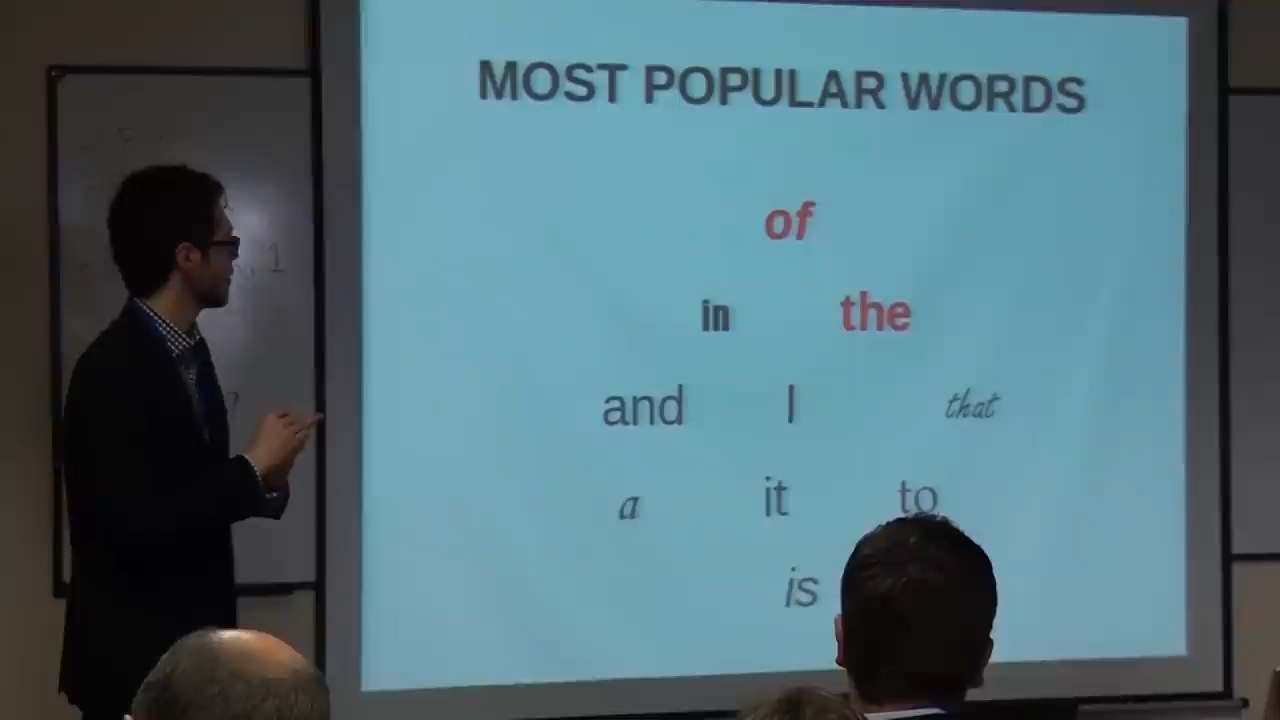 MOST POPULAR WORDS
of
in the
and I that
a it to
is